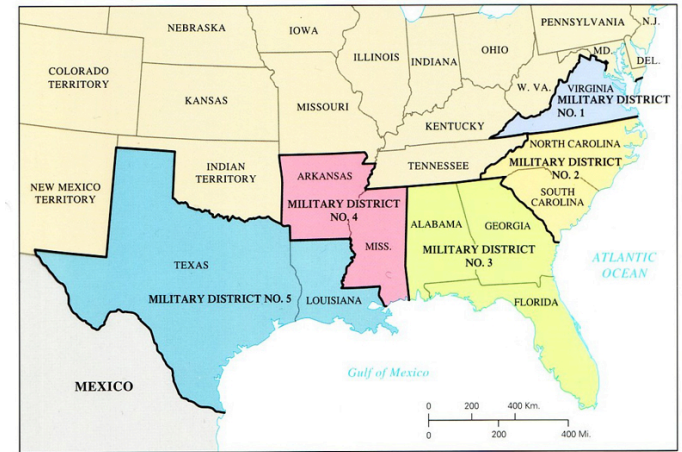 NEBRASKA
IOWA
PENNSYLVANIA
N.J.
ILLINOIS
INDIANA
OHIO
MD.
DEL.
COLORADO
TERRITORY
KANSAS
MISSOURI
W. VA.
VIRGINIA
MILITARY DISTRICT
NO. 1
KENTUCKY
NORTH CAROLINA
MILITARY DISTRICT
NO. 2
SOUTH
CAROLINA
TENNESSEE
NEW MEXICO
TERRITORY
INDIAN
TERRITORY
ARKANSAS
MILITARY DISTRICT
NO. 4
MISS.
ALABAMA
GEORGIA
MILITARY DISTRICT
NO. 3
FLORIDA
TEXAS
MILITARY DISTRICT NO. 5
LOUISIANA
ATLANTIC
OCEAN
Gulf of Mexico
MEXICO
0 200 400 Km.
0 200 400 Mi.